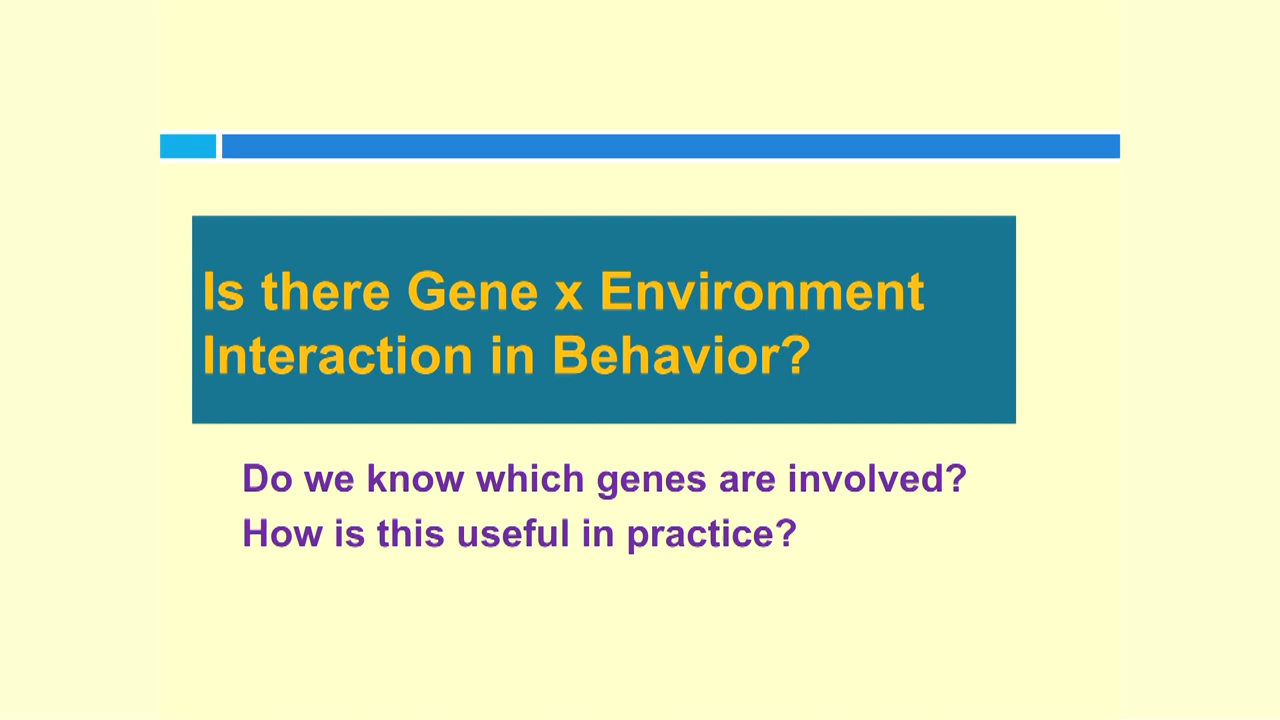 Is there Gene x Environment
Interaction in Behavior?
Do we know which genes are involved?
How is this useful in practice?